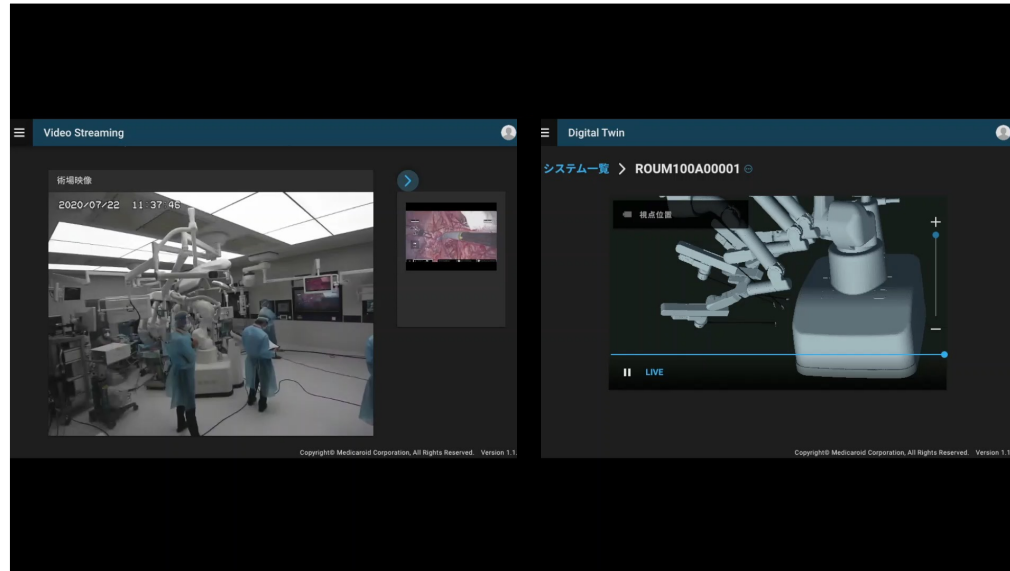 Video Streaming
術場映像
2020/07/22 11:37:46
Copyright© Medicaroid Corporation, All Rights Reserved. Version 1.1.
Digital Twin
システム一覧 ROUM100A00001
視点位置
LIVE
Copyright© Medicaroid Corporation, All Rights Reserved. Version 1.1